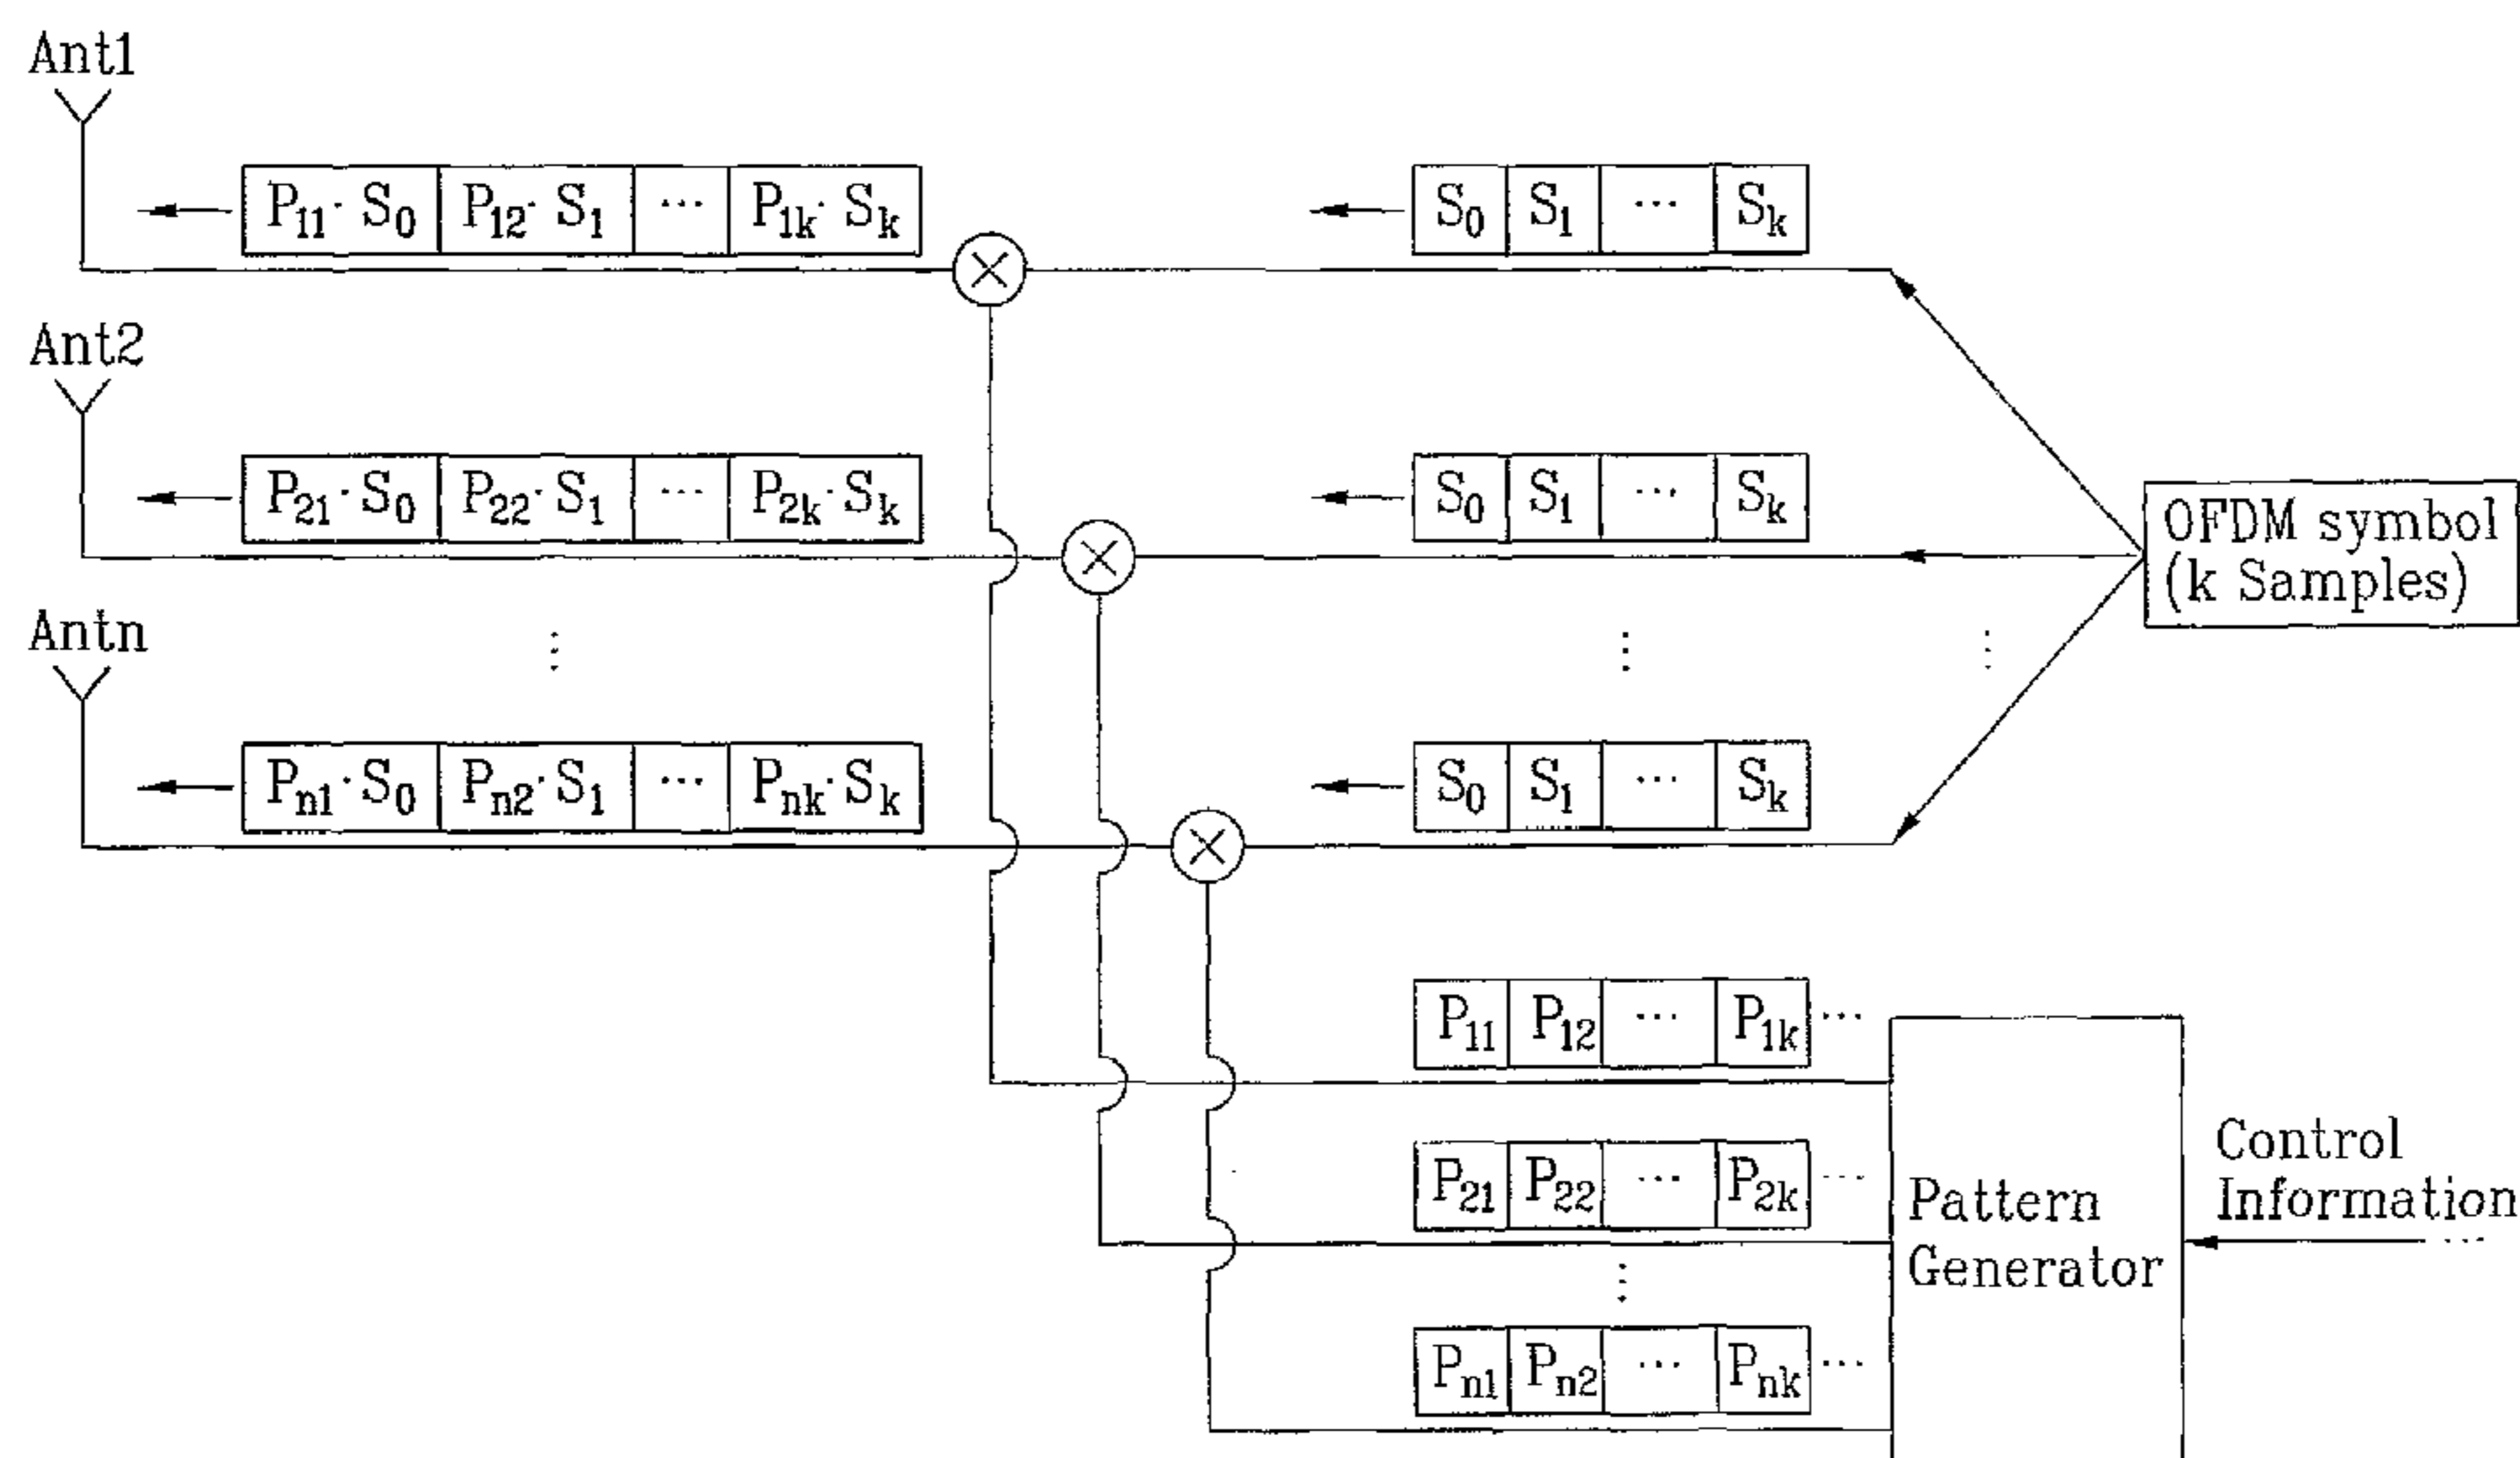 Ant1
P11· S0 P12· S1 ... P1k· Sk
S0 S1 ... Sk
Ant2
P21· S0 P22· S1 ... P2k· Sk
S0 S1 ... Sk
OFDM symbol
(k Samples)
Antn
Pn1· S0 Pn2· S1 ... Pnk· Sk
S0 S1 ... Sk
P11 P12 ... P1k ...
P21 P22 ... P2k ...
Pn1 Pn2 ... Pnk ...
Pattern
Generator
Control
Information